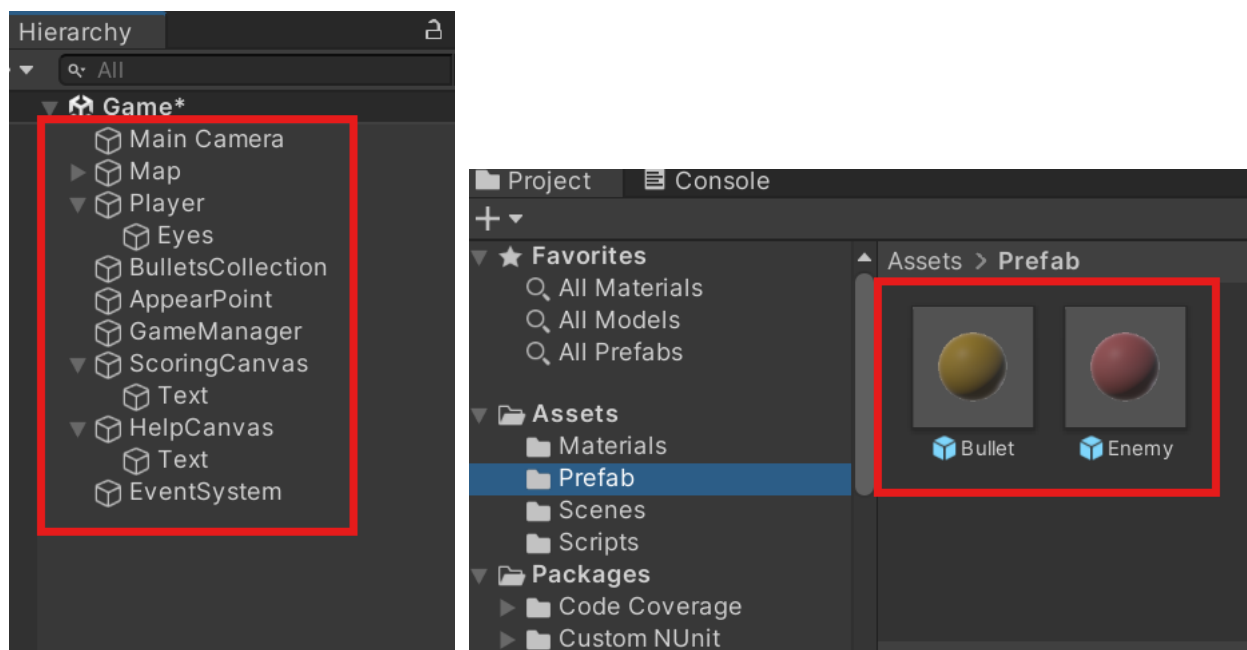 Hierarchy
All
Game*
Main Camera
Map
Player
Eyes
BulletsCollection
AppearPoint
GameManager
ScoringCanvas
Text
HelpCanvas
Text
EventSystem
Project
Console
Favorites
All Materials
All Models
All Prefabs
Assets
Materials
Prefab
Scenes
Scripts
Packages
Code Coverage
Custom NUnit
Assets > Prefab
Bullet
Enemy